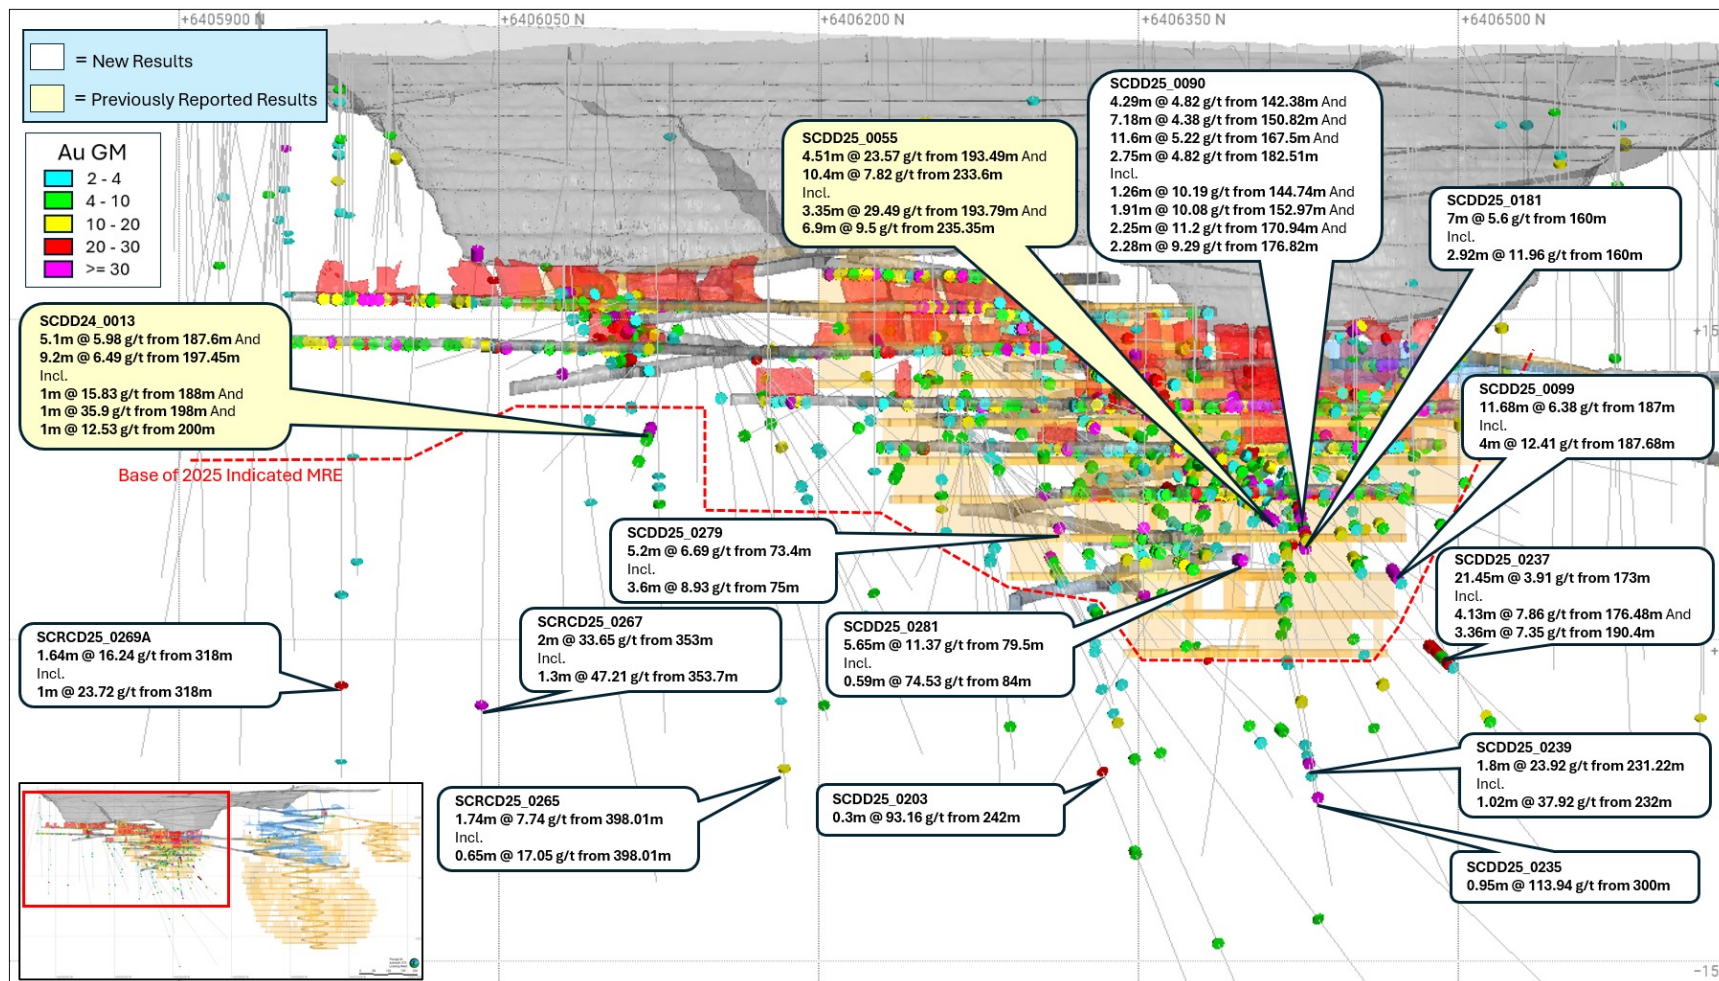 +6405900 N
+6406050 N
+6406200 N
+6406350 N
+6406500 N
= New Results
= Previously Reported Results
Au GM
2 - 4
4 - 10
10 - 20
20 - 30
>= 30
SCDD25_0055
4.51m @ 23.57 g/t from 193.49m And
10.4m @ 7.82 g/t from 233.6m
Incl.
3.35m @ 29.49 g/t from 193.79m And
6.9m @ 9.5 g/t from 235.35m
SCDD25_0090
4.29m @ 4.82 g/t from 142.38m And
7.18m @ 4.38 g/t from 150.82m And
11.6m @ 5.22 g/t from 167.5m And
2.75m @ 4.82 g/t from 182.51m
Incl.
1.26m @ 10.19 g/t from 144.74m And
1.91m @ 10.08 g/t from 152.97m And
2.25m @ 11.2 g/t from 170.94m And
2.28m @ 9.29 g/t from 176.82m
SCDD25_0181
7m @ 5.6 g/t from 160m
Incl.
2.92m @ 11.96 g/t from 160m
SCDD24_0013
5.1m @ 5.98 g/t from 187.6m And
9.2m @ 6.49 g/t from 197.45m
Incl.
1m @ 15.83 g/t from 188m And
1m @ 35.9 g/t from 198m And
1m @ 12.53 g/t from 200m
+15
SCDD25_0099
11.68m @ 6.38 g/t from 187m
Incl.
4m @ 12.41 g/t from 187.68m
Base of 2025 Indicated MRE
SCDD25_0279
5.2m @ 6.69 g/t from 73.4m
Incl.
3.6m @ 8.93 g/t from 75m
SCDD25_0237
21.45m @ 3.91 g/t from 173m
Incl.
4.13m @ 7.86 g/t from 176.48m And
3.36m @ 7.35 g/t from 190.4m
SCRCD25_0269A
1.64m @ 16.24 g/t from 318m
Incl.
1m @ 23.72 g/t from 318m
SCRCD25_0267
2m @ 33.65 g/t from 353m
Incl.
1.3m @ 47.21 g/t from 353.7m
SCDD25_0281
5.65m @ 11.37 g/t from 79.5m
Incl.
0.59m @ 74.53 g/t from 84m
+
SCDD25_0239
1.8m @ 23.92 g/t from 231.22m
Incl.
1.02m @ 37.92 g/t from 232m
SCRCD25_0265
1.74m @ 7.74 g/t from 398.01m
Incl.
0.65m @ 17.05 g/t from 398.01m
SCDD25_0203
0.3m @ 93.16 g/t from 242m
SCDD25_0235
0.95m @ 113.94 g/t from 300m
-15